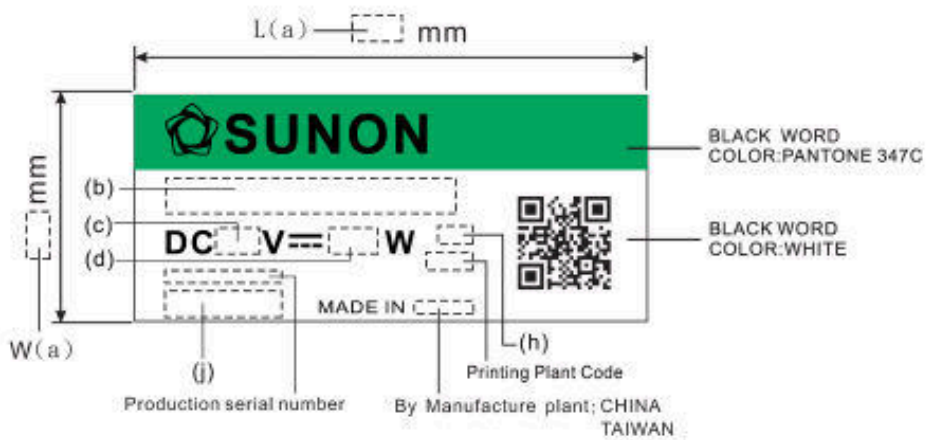 L(a) mm
SUNON
BLACK WORD
COLOR:PANTONE 347C
mm
W(a)
(b)
(c)
(d)
DC V W
BLACK WORD
COLOR:WHITE
MADE IN
(h)
(j)
Printing Plant Code
Production serial number
By Manufacture plant; CHINA
TAIWAN